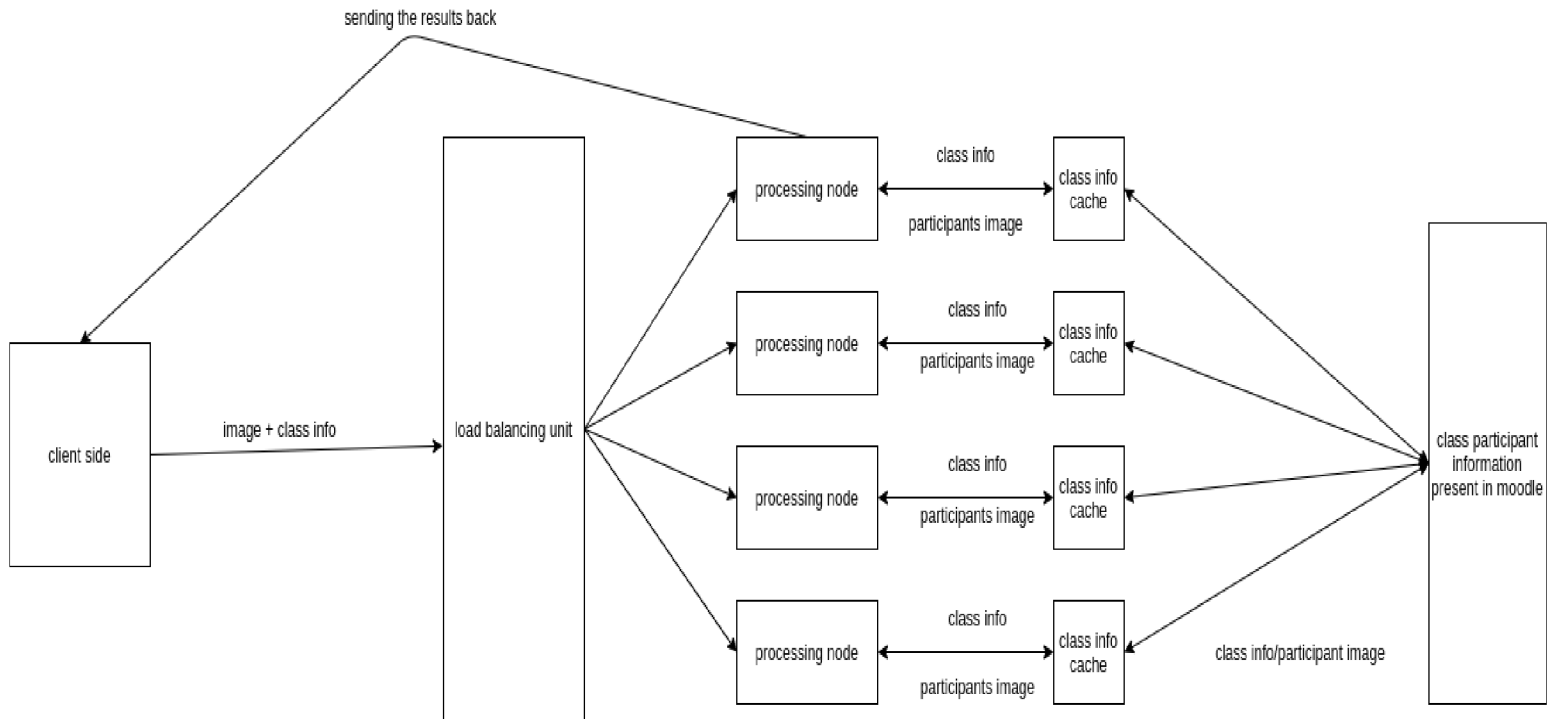 sending the results back
client side
image + class info
load balancing unit
processing node
class info
participants image
class info
cache
processing node
class info
participants image
class info
cache
processing node
class info
participants image
class info
cache
processing node
class info
participants image
class info
cache
class info/participant image
class participant
information
present in moodle